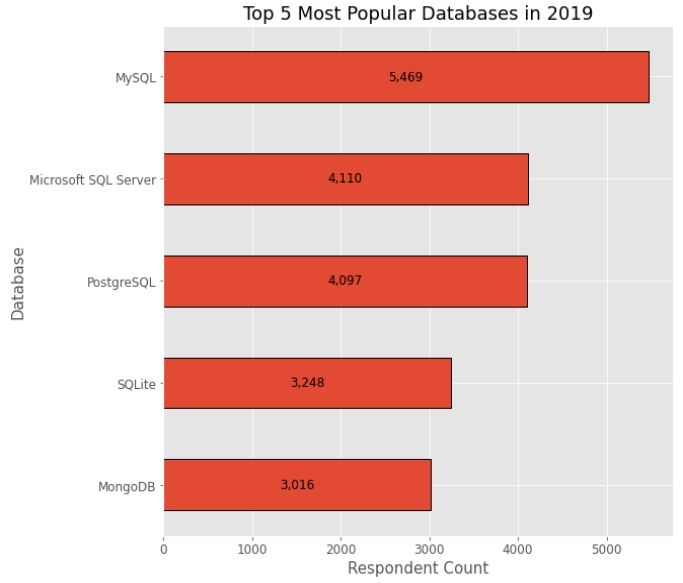 Top 5 Most Popular Databases in 2019
MySQL
5,469
Microsoft SQL Server
4,110
PostgreSQL
4,097
SQLite
3,248
MongoDB
3,016
Database
0 1000 2000 3000 4000 5000
Respondent Count